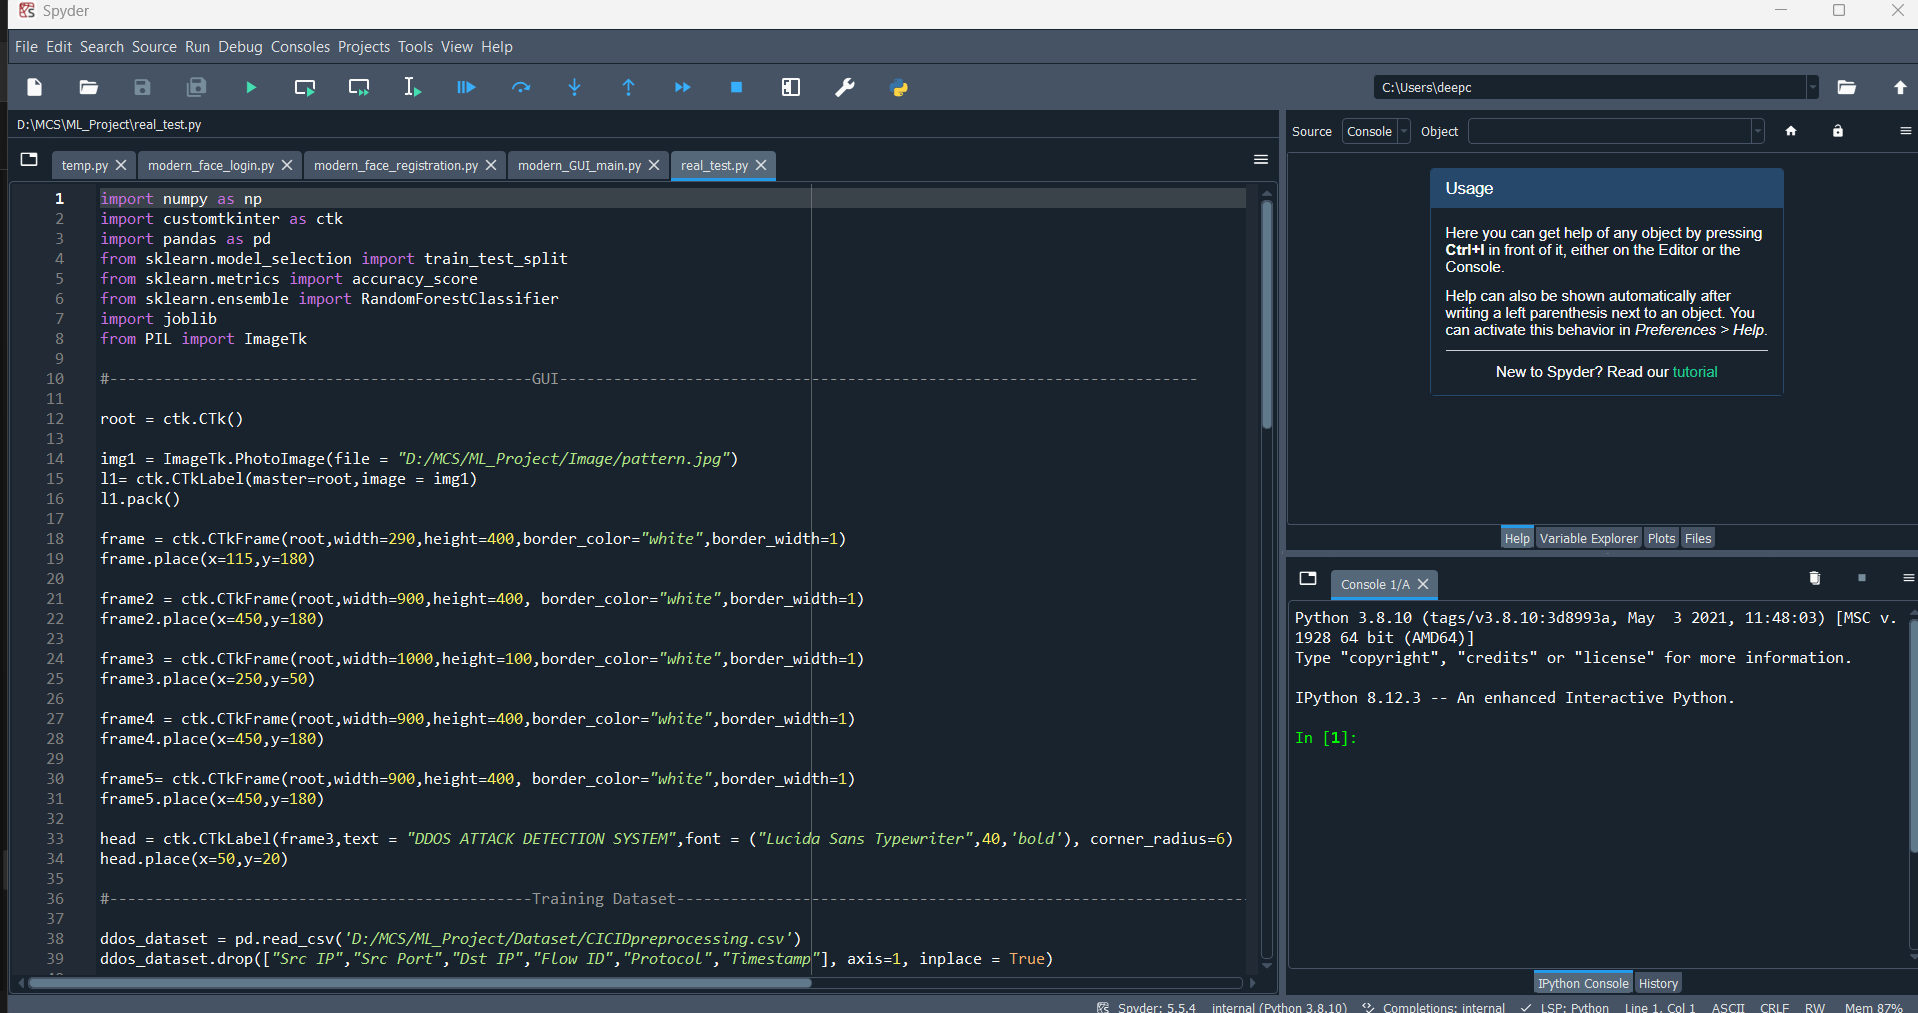 Spyder
File Edit Search Source Run Debug Consoles Projects Tools View Help
C:\Users\deepc
D:\MCS\ML_Project\real_test.py
temp.py modern_face_login.py modern_face_registration.py modern_GUI_main.py real_test.py
1 import numpy as np
2 import customtkinter as ctk
3 import pandas as pd
4 from sklearn.model_selection import train_test_split
5 from sklearn.metrics import accuracy_score
6 from sklearn.ensemble import RandomForestClassifier
7 import joblib
8 from PIL import ImageTk
9
10 #-----------------------------------------------GUI-----------------------------------------------------------------------
11
12 root = ctk.CTk()
13
14 img1 = ImageTk.PhotoImage(file = "D:/MCS/ML_Project/Image/pattern.jpg")
15 l1= ctk.CTkLabel(master=root,image = img1)
16 l1.pack()
17
18 frame = ctk.CTkFrame(root,width=290,height=400,border_color="white",border_width=1)
19 frame.place(x=115,y=180)
20
21 frame2 = ctk.CTkFrame(root,width=900,height=400, border_color="white",border_width=1)
22 frame2.place(x=450,y=180)
23
24 frame3 = ctk.CTkFrame(root,width=1000,height=100,border_color="white",border_width=1)
25 frame3.place(x=250,y=50)
26
27 frame4 = ctk.CTkFrame(root,width=900,height=400,border_color="white",border_width=1)
28 frame4.place(x=450,y=180)
29
30 frame5= ctk.CTkFrame(root,width=900,height=400, border_color="white",border_width=1)
31 frame5.place(x=450,y=180)
32
33 head = ctk.CTkLabel(frame3,text = "DDOS ATTACK DETECTION SYSTEM",font = ("Lucida Sans Typewriter",40,'bold'), corner_radius=6)
34 head.place(x=50,y=20)
35
36 #-----------------------------------------------Training Dataset---------------------------------------------------------------
37
38 ddos_dataset = pd.read_csv('D:/MCS/ML_Project/Dataset/CICIDpreprocessing.csv')
39 ddos_dataset.drop(["Src IP","Src Port","Dst IP","Flow ID","Protocol","Timestamp"], axis=1, inplace = True)
Source Console Object
Usage
Here you can get help of any object by pressing
Ctrl+I in front of it, either on the Editor or the
Console.
Help can also be shown automatically after
writing a left parenthesis next to an object. You
can activate this behavior in Preferences > Help.
New to Spyder? Read our tutorial
Help Variable Explorer Plots Files
Console 1/A
Python 3.8.10 (tags/v3.8.10:3d8993a, May  3 2021, 11:48:03) [MSC v.
1928 64 bit (AMD64)]
Type "copyright", "credits" or "license" for more information.
IPython 8.12.3 -- An enhanced Interactive Python.
In [1]:
IPython Console History
Spyder: 5.5.4 internal (Python 3.8.10) Completions: internal LSP: Python Line 1, Col 1 ASCII CRLF RW Mem 87%